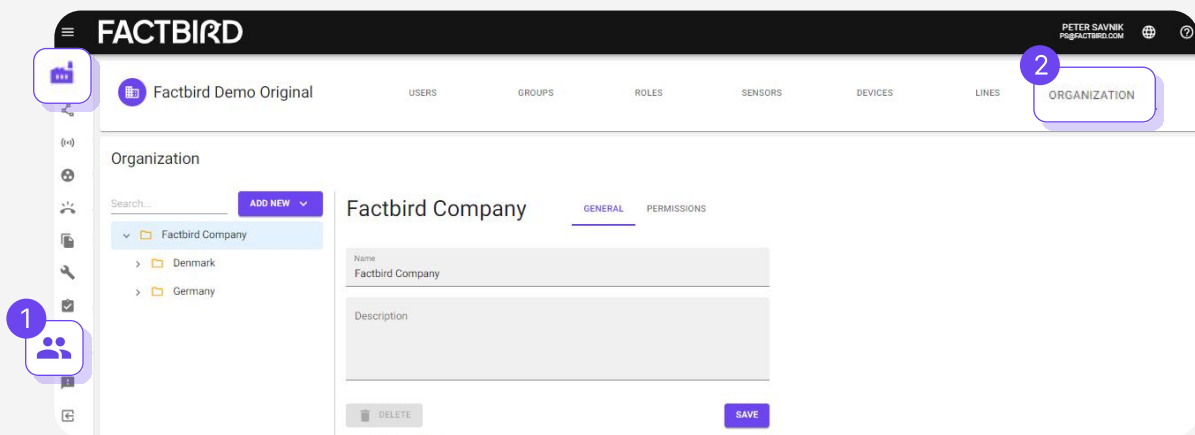 FACTBIRD
PETER SAVNIK
PS@FACTBIRD.COM
2
Factbird Demo Original
USERS
GROUPS
ROLES
SENSORS
DEVICES
LINES
ORGANIZATION
Organization
Search...
ADD NEW
Factbird Company
Denmark
Germany
Factbird Company
GENERAL
PERMISSIONS
Name
Factbird Company
Description
DELETE
SAVE
1